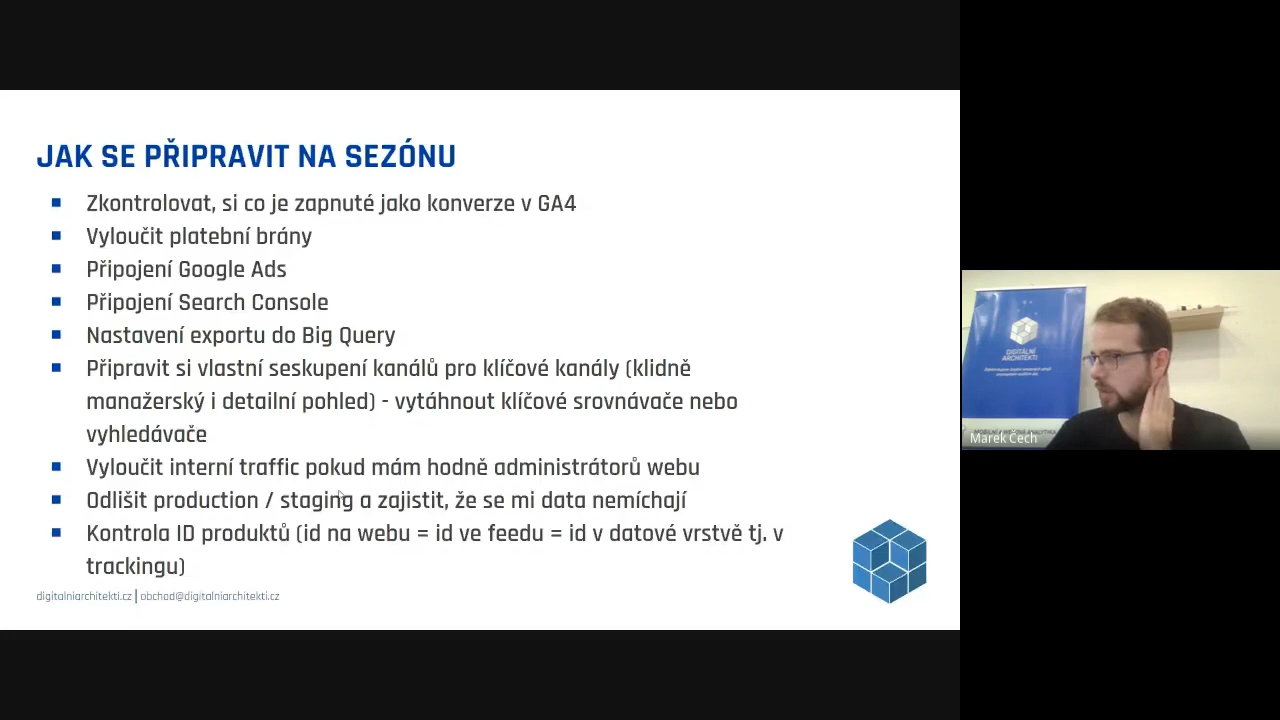 JAK SE PŘIPRAVIT NA SEZÓNU
Zkontrolovat, si co je zapnuté jako konverze v GA4
Vyloučit platební brány
Připojení Google Ads
Připojení Search Console
Nastavení exportu do Big Query
Připravit si vlastní seskupení kanálů pro klíčové kanály (klidně
manažerský i detailní pohled) - vytáhnout klíčové srovnávače nebo
vyhledávače
Vyloučit interní traffic pokud mám hodně administrátorů webu
Odlišit production / staging a zajistit, že se mi data nemíchají
Kontrola ID produktů (id na webu = id ve feedu = id v datové vrstvě tj. v
trackingu)
digitalniarchitekti.cz | obchod@digitalniarchitekti.cz
DIGITÁLNÍ
ARCHITEKTI
Marek Čech